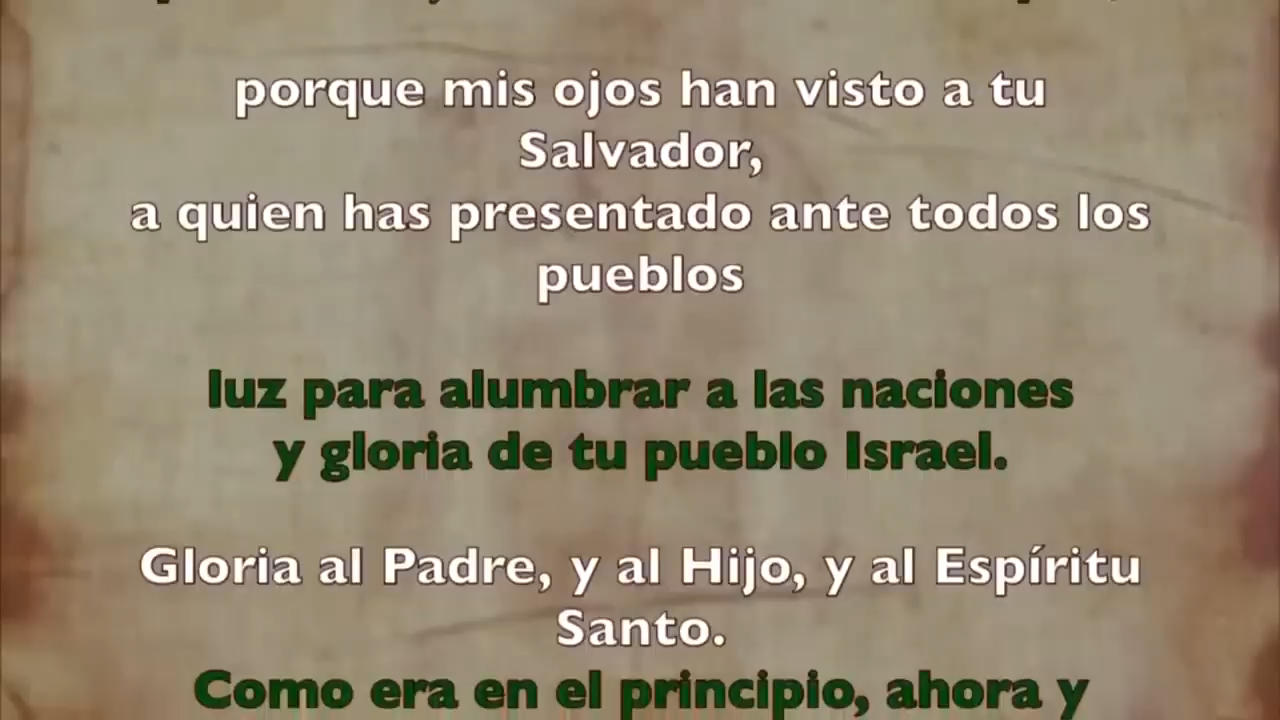 porque mis ojos han visto a tu
Salvador,
a quien has presentado ante todos los
pueblos
luz para alumbrar a las naciones
y gloria de tu pueblo Israel.
Gloria al Padre, y al Hijo, y al Espíritu
Santo.
Como era en el principio, ahora y